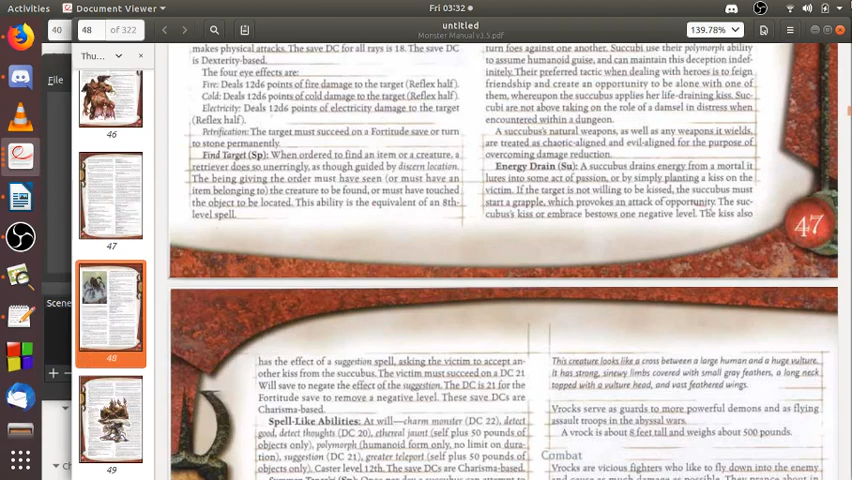 Activities
Document Viewer
Fri 03:32
40
48
of 322
untitled
Monster Manual v3.5.pdf
139.78%
Thu...
File
Scene
46
47
48
49
makes physical attacks. The save DC for all rays is 18. The save DC
is Dexterity-based.
The four eye effects are:
Fire: Deals 12d6 points of fire damage to the target (Reflex half).
Cold: Deals 12d6 points of cold damage to the target (Reflex half).
Electricity: Deals 12d6 points of electricity damage to the target
(Reflex half).
Petrification: The target must succeed on a Fortitude save or turn
to stone permanently.
Find Target (Sp): When ordered to find an item or a creature, a
retriever does so unerringly, as though guided by discern location.
The being giving the order must have seen (or must have an
item belonging to) the creature to be found, or must have touched
the object to be located. This ability is the equivalent of an 8th-
level spell.
turn foes against one another. Succubi use their polymorph ability
to assume humanoid guise, and can maintain this deception indef-
initely. Their preferred tactic when dealing with heroes is to feign
friendship and create an opportunity to be alone with one of
them, whereupon the succubus applies her life-draining kiss. Suc-
cubi are not above taking on the role of a damsel in distress when
encountered within a dungeon.
A succubus's natural weapons, as well as any weapons it wields,
are treated as chaotic-aligned and evil-aligned for the purpose of
overcoming damage reduction.
Energy Drain (Su): A succubus drains energy from a mortal it
lures into some act of passion, or by simply planting a kiss on the
victim. If the target is not willing to be kissed, the succubus must
start a grapple, which provokes an attack of opportunity. The suc-
cubus's kiss or embrace bestows one negative level. The kiss also
47
has the effect of a suggestion spell, asking the victim to accept an-
other kiss from the succubus. The victim must succeed on a DC 21
Will save to negate the effect of the suggestion. The DC is 21 for the
Fortitude save to remove a negative level. These save DCs are
Charisma-based.
Spell-Like Abilities: At will—charm monster (DC 22), detect
good, detect thoughts (DC 20), ethereal jaunt (self plus 50 pounds of
objects only), polymorph (humanoid form only, no limit on dura-
tion), suggestion (DC 21), greater teleport (self plus 50 pounds of
objects only). Caster level 12th. The save DCs are Charisma-based.
This creature looks like a cross between a large human and a huge vulture.
It has strong, sinewy limbs covered with small gray feathers, a long neck
topped with a vulture head, and vast feathered wings.
Vrocks serve as guards to more powerful demons and as flying
assault troops in the abyssal wars.
A vrock is about 8 feet tall and weighs about 500 pounds.
Combat
Vrocks are vicious fighters who like to fly down into the enemy